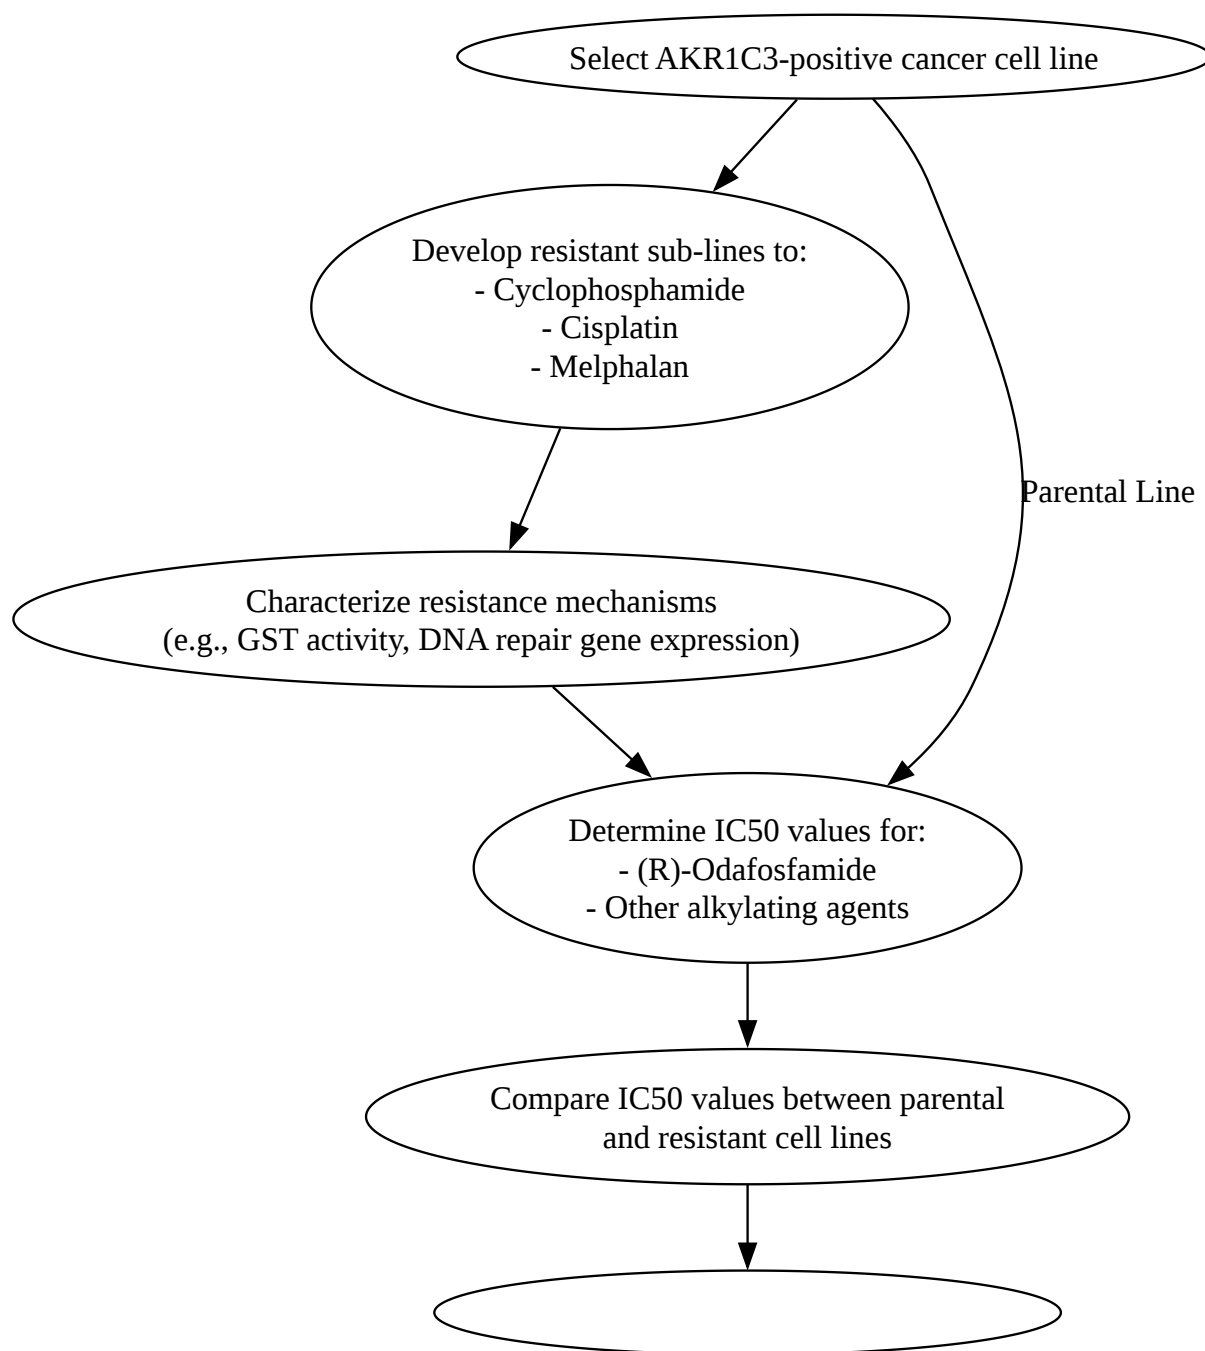 Select AKR1C3-positive cancer cell line
Develop resistant sub-lines to:
- Cyclophosphamide
- Cisplatin
- Melphalan
Parental Line
Characterize resistance mechanisms
(e.g., GST activity, DNA repair gene expression)
Determine IC50 values for:
- (R)-Odafosfamide
- Other alkylating agents
Compare IC50 values between parental
and resistant cell lines